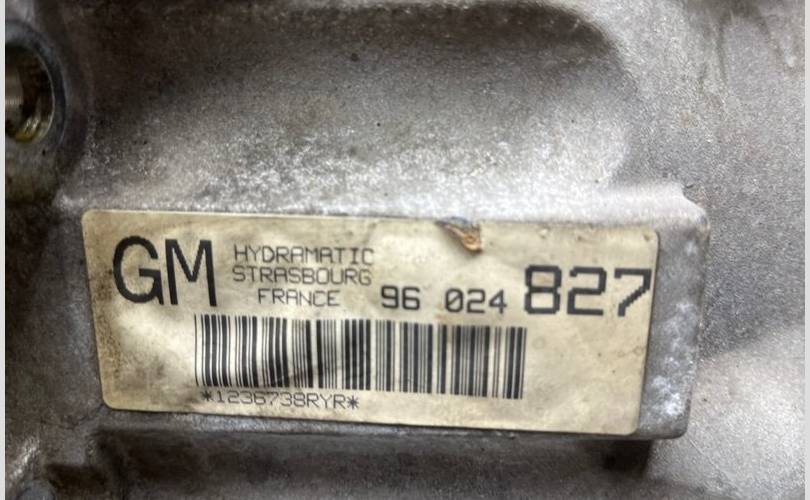 GM
HYDRAMATIC
STRASBOURG
FRANCE 96 024 827
*1236738RYR*